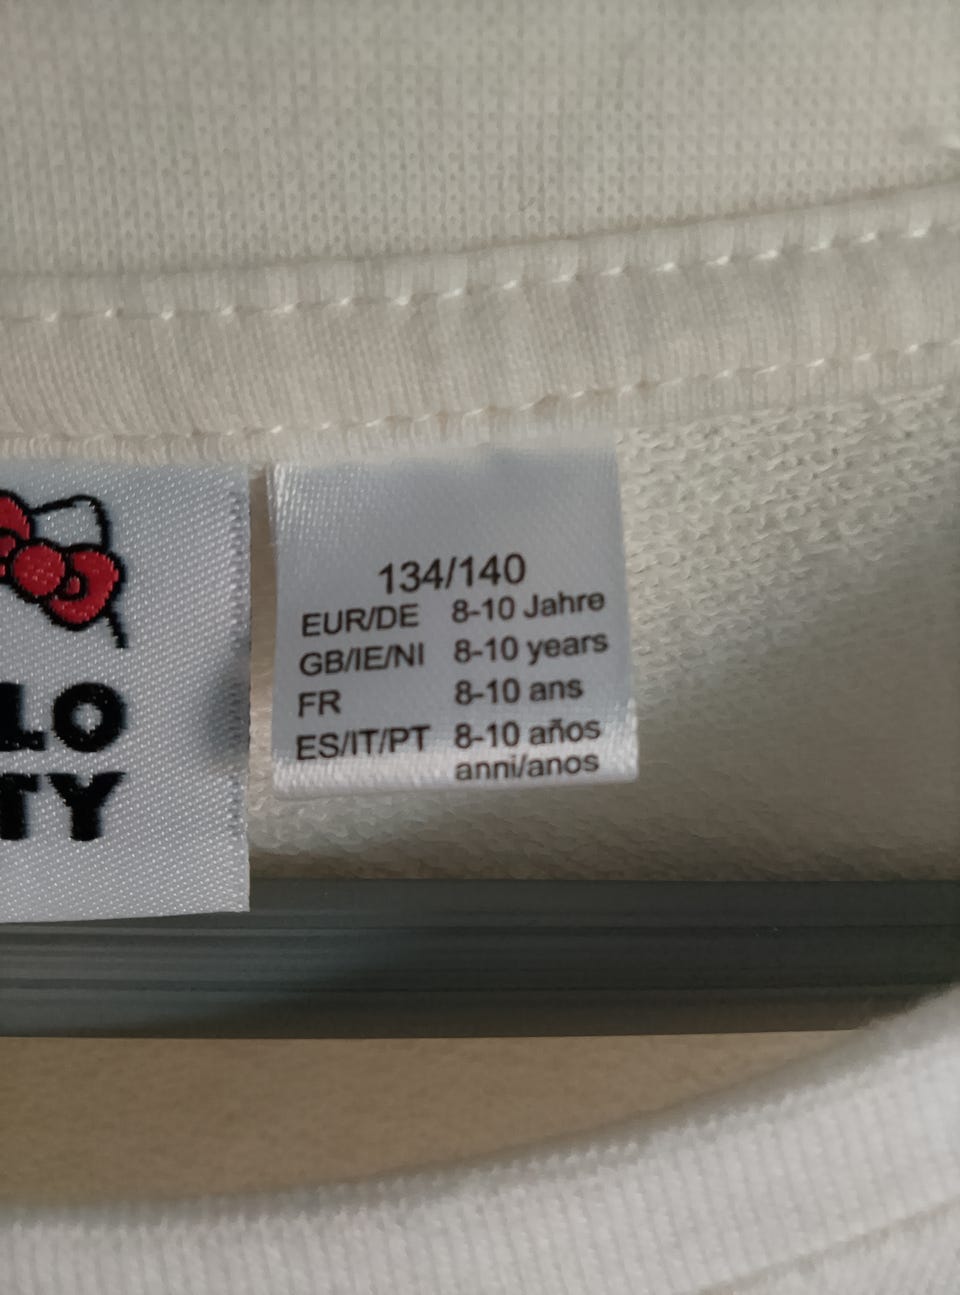 LO
TY
134/140
EUR/DE 8-10 Jahre
GB/IE/NI 8-10 years
FR 8-10 ans
ES/IT/PT 8-10 años
anni/anos